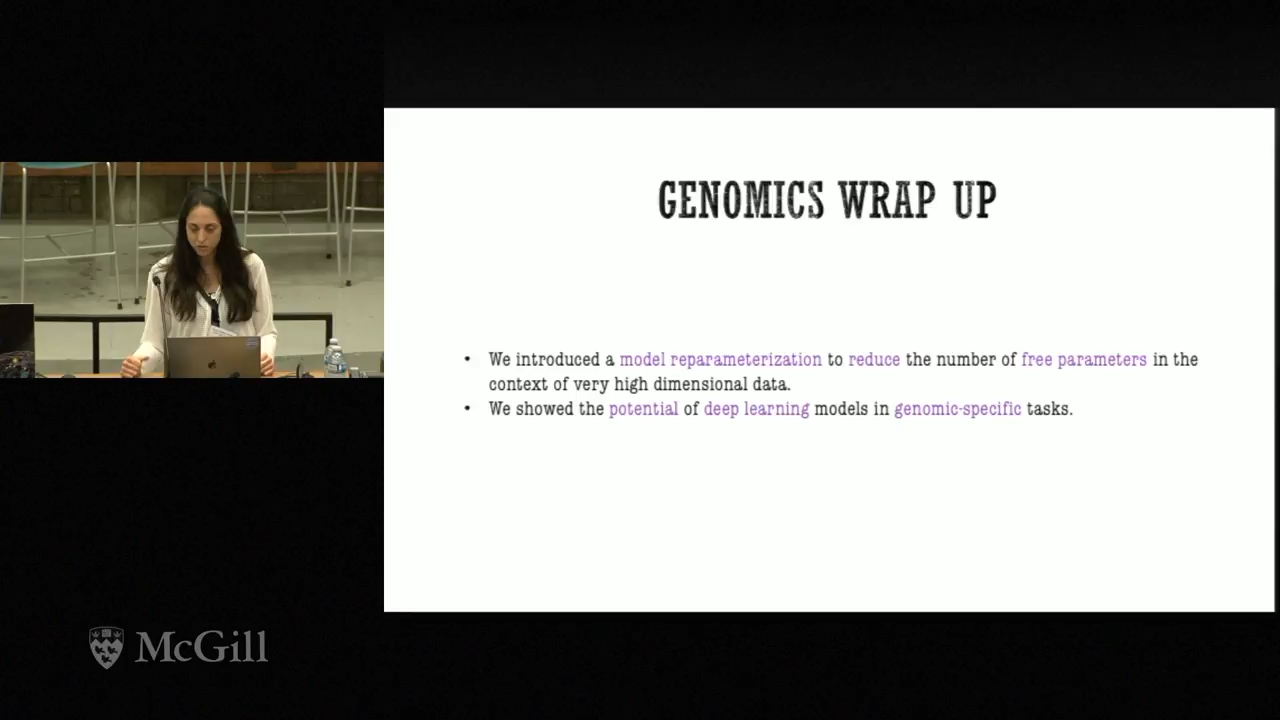 GENOMICS WRAP UP
• We introduced a model reparameterization to reduce the number of free parameters in the
context of very high dimensional data.
• We showed the potential of deep learning models in genomic-specific tasks.
McGill